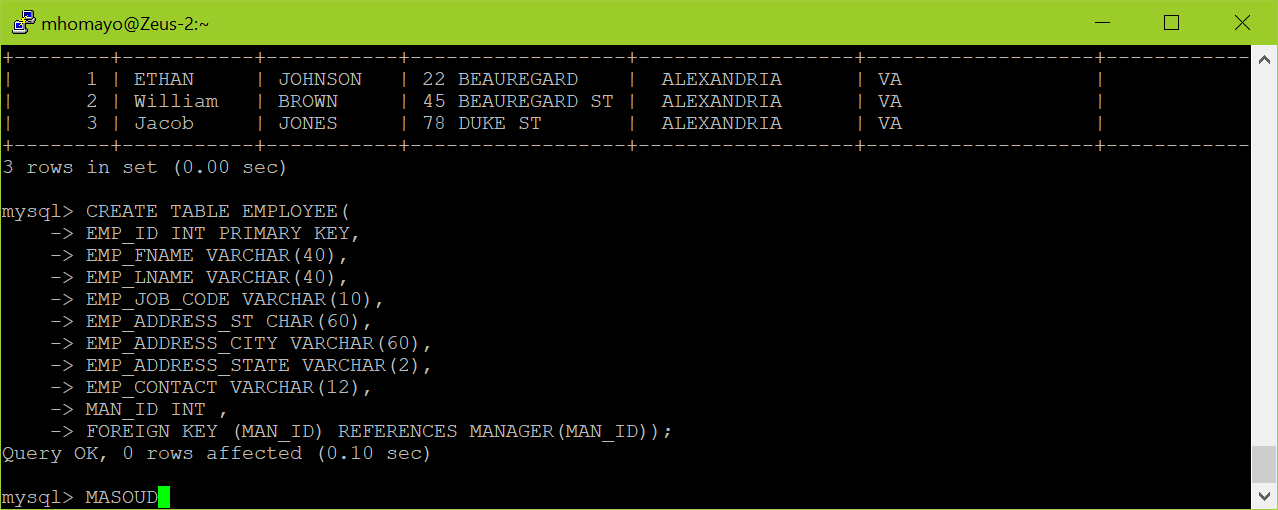 mhomayo@Zeus-2:~
+--------+-----------+-----------+------------------+------------------+-------------------+------------
|      1 | ETHAN     | JOHNSON   | 22 BEAUREGARD    |  ALEXANDRIA      | VA                |
|      2 | William   | BROWN     | 45 BEAUREGARD ST |  ALEXANDRIA      | VA                |
|      3 | Jacob     | JONES     | 78 DUKE ST       |  ALEXANDRIA      | VA                |
+--------+-----------+-----------+------------------+------------------+-------------------+------------
3 rows in set (0.00 sec)
mysql> CREATE TABLE EMPLOYEE(
    -> EMP_ID INT PRIMARY KEY,
    -> EMP_FNAME VARCHAR(40),
    -> EMP_LNAME VARCHAR(40),
    -> EMP_JOB_CODE VARCHAR(10),
    -> EMP_ADDRESS_ST CHAR(60),
    -> EMP_ADDRESS_CITY VARCHAR(60),
    -> EMP_ADDRESS_STATE VARCHAR(2),
    -> EMP_CONTACT VARCHAR(12),
    -> MAN_ID INT ,
    -> FOREIGN KEY (MAN_ID) REFERENCES MANAGER(MAN_ID));
Query OK, 0 rows affected (0.10 sec)
mysql> MASOUD